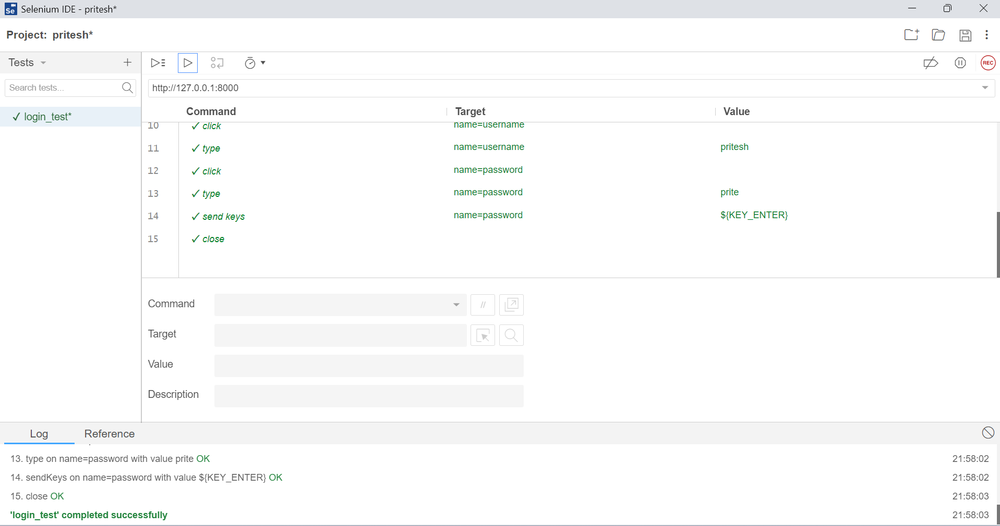 Se Selenium IDE - pritesh*
Project: pritesh*
Tests
REC
Search tests...
http://127.0.0.1:8000
Command Target Value
✓ login_test*
10 ✓ click name=username
11 ✓ type name=username pritesh
12 ✓ click name=password
13 ✓ type name=password prite
14 ✓ send keys name=password ${KEY_ENTER}
15 ✓ close
Command //
Target
Value
Description
Log Reference
13. type on name=password with value prite OK 21:58:02
14. sendKeys on name=password with value ${KEY_ENTER} OK 21:58:02
15. close OK 21:58:03
'login_test' completed successfully 21:58:03